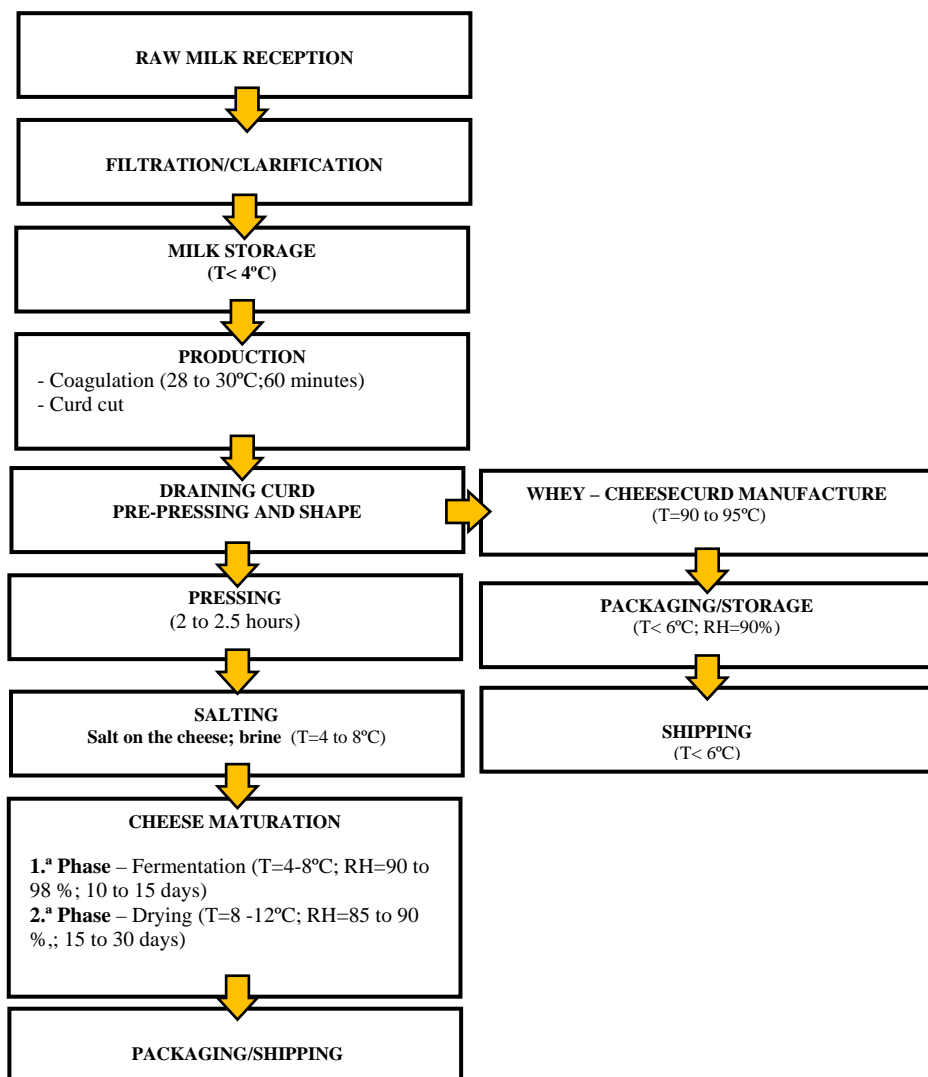 RAW MILK RECEPTION
FILTRATION/CLARIFICATION
MILK STORAGE
(T< 4ºC)
PRODUCTION
- Coagulation (28 to 30ºC;60 minutes)
- Curd cut
DRAINING CURD
PRE-PRESSING AND SHAPE
WHEY – CHEESECURD MANUFACTURE
(T=90 to 95ºC)
PRESSING
(2 to 2.5 hours)
PACKAGING/STORAGE
(T< 6ºC; RH=90%)
SALTING
Salt on the cheese; brine (T=4 to 8ºC)
SHIPPING
(T< 6ºC)
CHEESE MATURATION
1.ª Phase – Fermentation (T=4-8ºC; RH=90 to
98 %; 10 to 15 days)
2.ª Phase – Drying (T=8 -12ºC; RH=85 to 90
%,; 15 to 30 days)
PACKAGING/SHIPPING